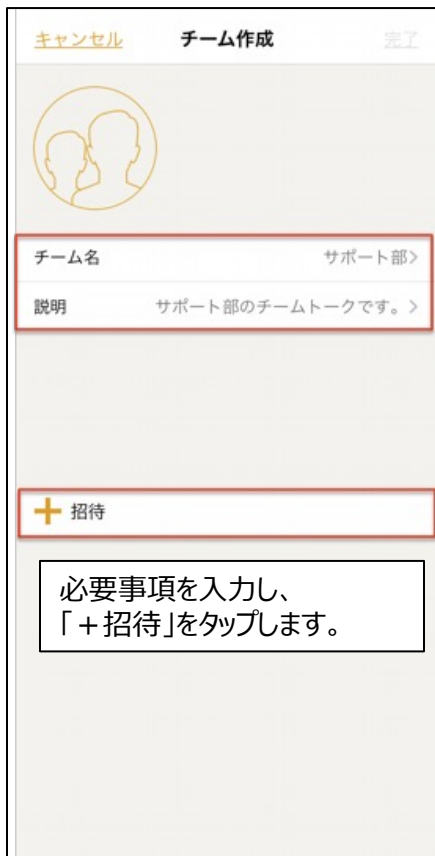 キャンセル チーム作成 完了
チーム名 サポート部>
説明 サポート部のチームトークです。 >
招待
必要事項を入力し、
「＋招待」をタップします。